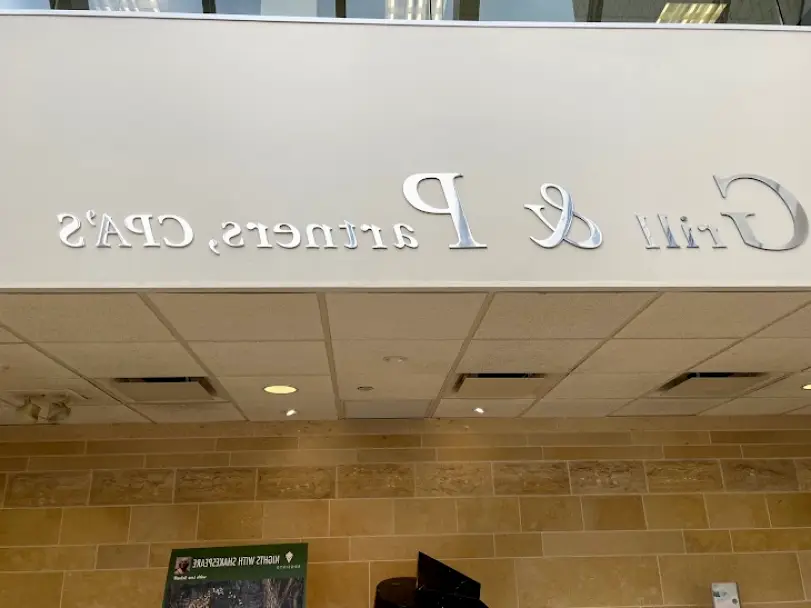 Grill & Partners, CPA'S
NIGHTS WITH SHAKESPEARE